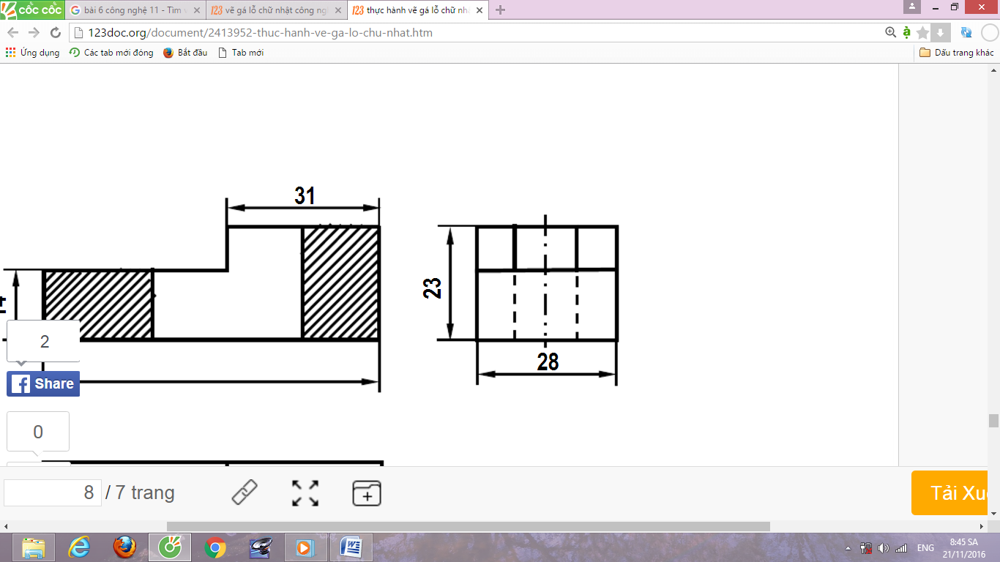 cốc cốc
bài 6 công nghệ 11 - Tìm
vẽ gá lỗ chữ nhật công ng
thực hành vẽ gá lỗ chữ nh
123doc.org/document/2413952-thuc-hanh-ve-ga-lo-chu-nhat.htm
Ứng dụng
Các tab mới đóng
Bắt đầu
Tab mới
Dấu trang khác
31
23
28
2
Share
0
8 / 7 trang
Tải Xu
ENG
8:45 SA
21/11/2016